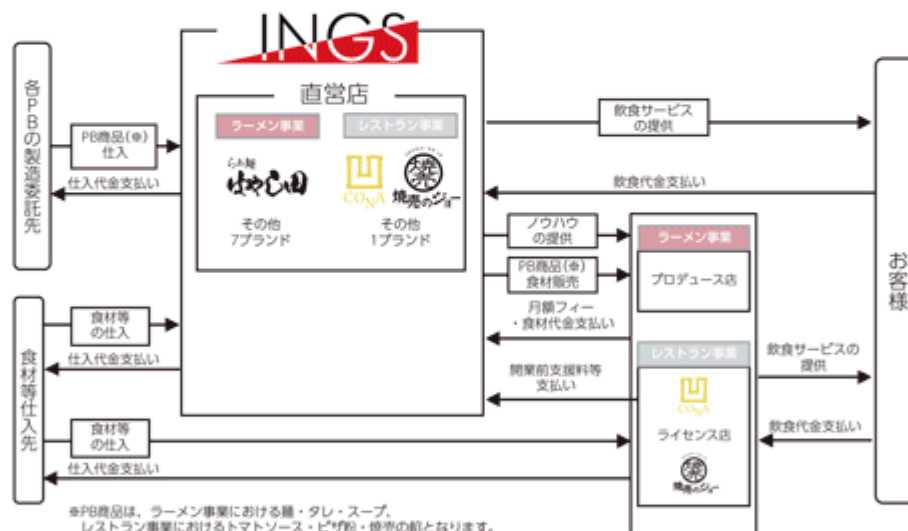 INGS
直営店
ラーメン事業
レストラン事業
らぁ麺
はやし田
CONA
焼売のジョー
その他
7ブランド
その他
1ブランド
各PBの製造委託先
PB商品(※)
仕入
仕入代金支払い
食材等仕入先
食材等
の仕入
仕入代金支払い
食材等
の仕入
仕入代金支払い
飲食サービス
の提供
飲食代金支払い
ノウハウ
の提供
PB商品(※)
食材販売
月額フィー
・食材代金支払い
開業前支援料等
支払い
ラーメン事業
プロデュース店
レストラン事業
CONA
ライセンス店
焼売のジョー
飲食サービスの
提供
飲食代金支払い
お客様
※PB商品は、ラーメン事業における麺・タレ・スープ、
レストラン事業におけるトマトソース・ピザ粉・焼売の餡となります。